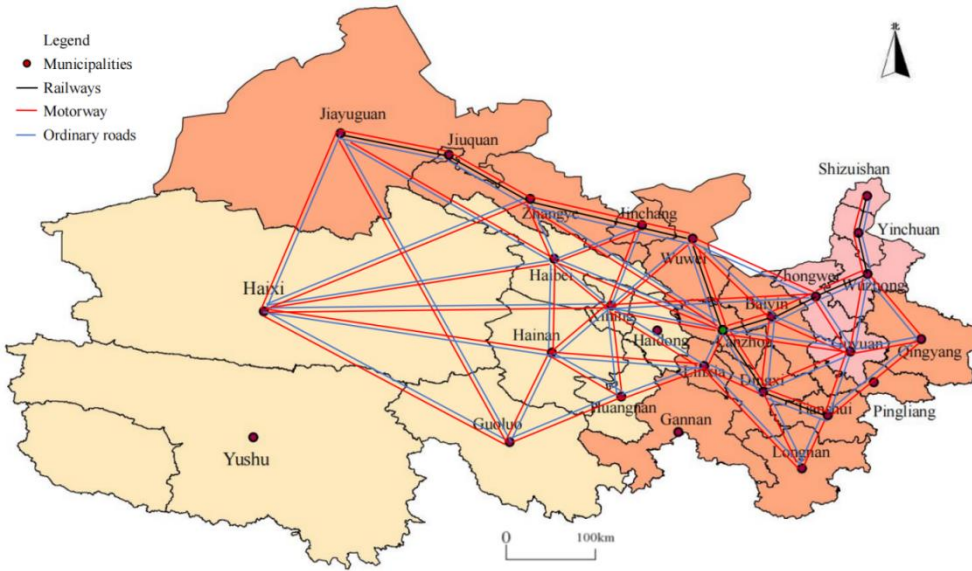 北
Legend
Municipalities
Railways
Motorway
Ordinary roads
Jiayuguan
Jiuquan
Shizuishan
Zhangye
Jinchang
Yinchuan
Wuwei
Haibei
Zhongwei
Wuzhong
Haixi
Xining
Baiyin
Hainan
Haidong
Lanzhou
Guyuan
Qingyang
Linxia
Dingxi
Huangnan
Pingliang
Guoluo
Gannan
Tianshui
Yushu
Longnan
0
100km